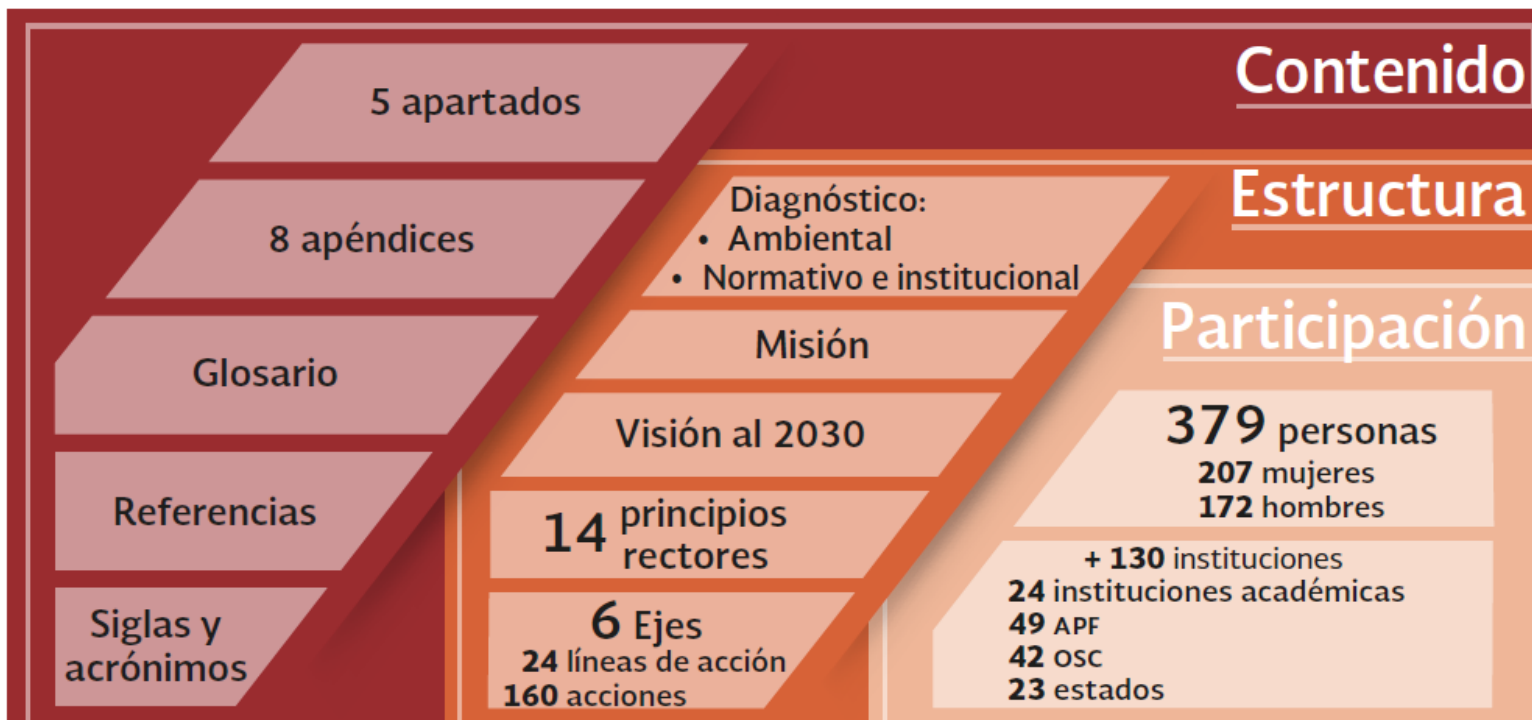 Contenido
5 apartados
8 apéndices
Glosario
Referencias
Siglas y
acrónimos
Estructura
Diagnóstico:
• Ambiental
• Normativo e institucional
Misión
Visión al 2030
14 principios
rectores
6 Ejes
24 líneas de acción
160 acciones
Participación
379 personas
207 mujeres
172 hombres
+ 130 instituciones
24 instituciones académicas
49 APF
42 OSC
23 estados